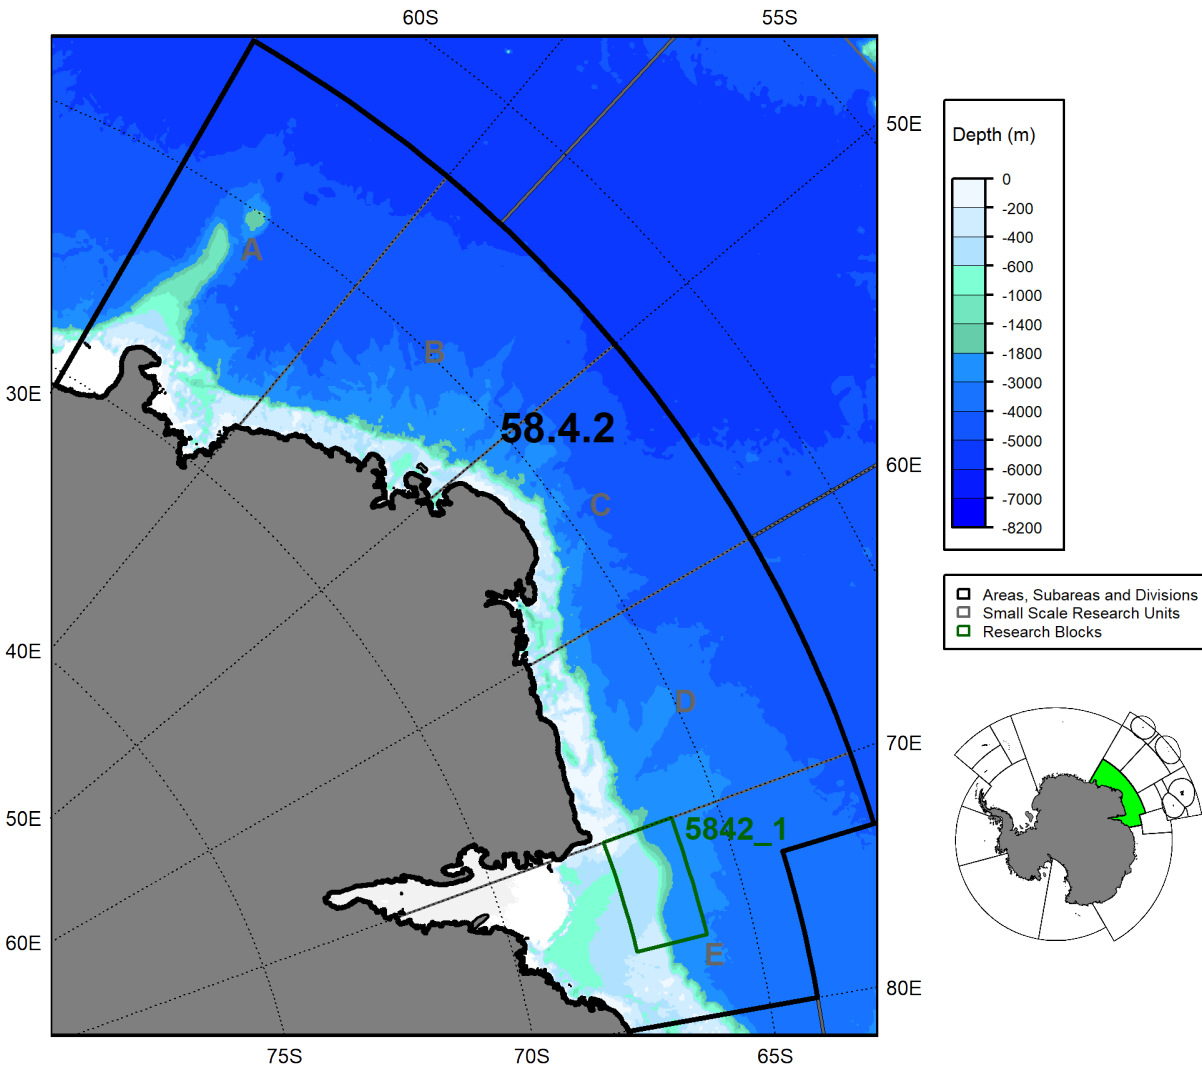 60S
55S
50E
Depth (m)
0
-200
-400
-600
-1000
-1400
-1800
-3000
-4000
-5000
-6000
-7000
-8200
A
B
30E
58.4.2
60E
C
Areas, Subareas and Divisions
Small Scale Research Units
Research Blocks
40E
D
70E
50E
5842_1
60E
E
80E
75S
70S
65S